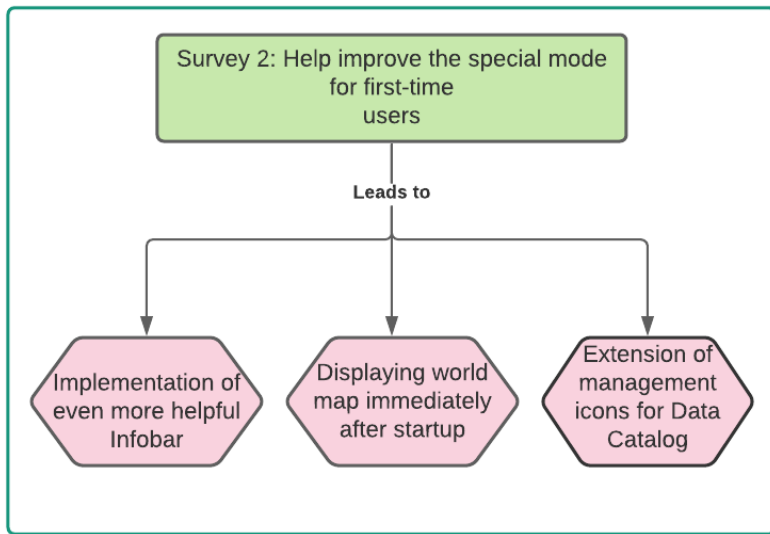 Survey 2: Help improve the special mode
for first-time
users
Leads to
Implementation of
even more helpful
Infobar
Displaying world
map immediately
after startup
Extension of
management
icons for Data
Catalog